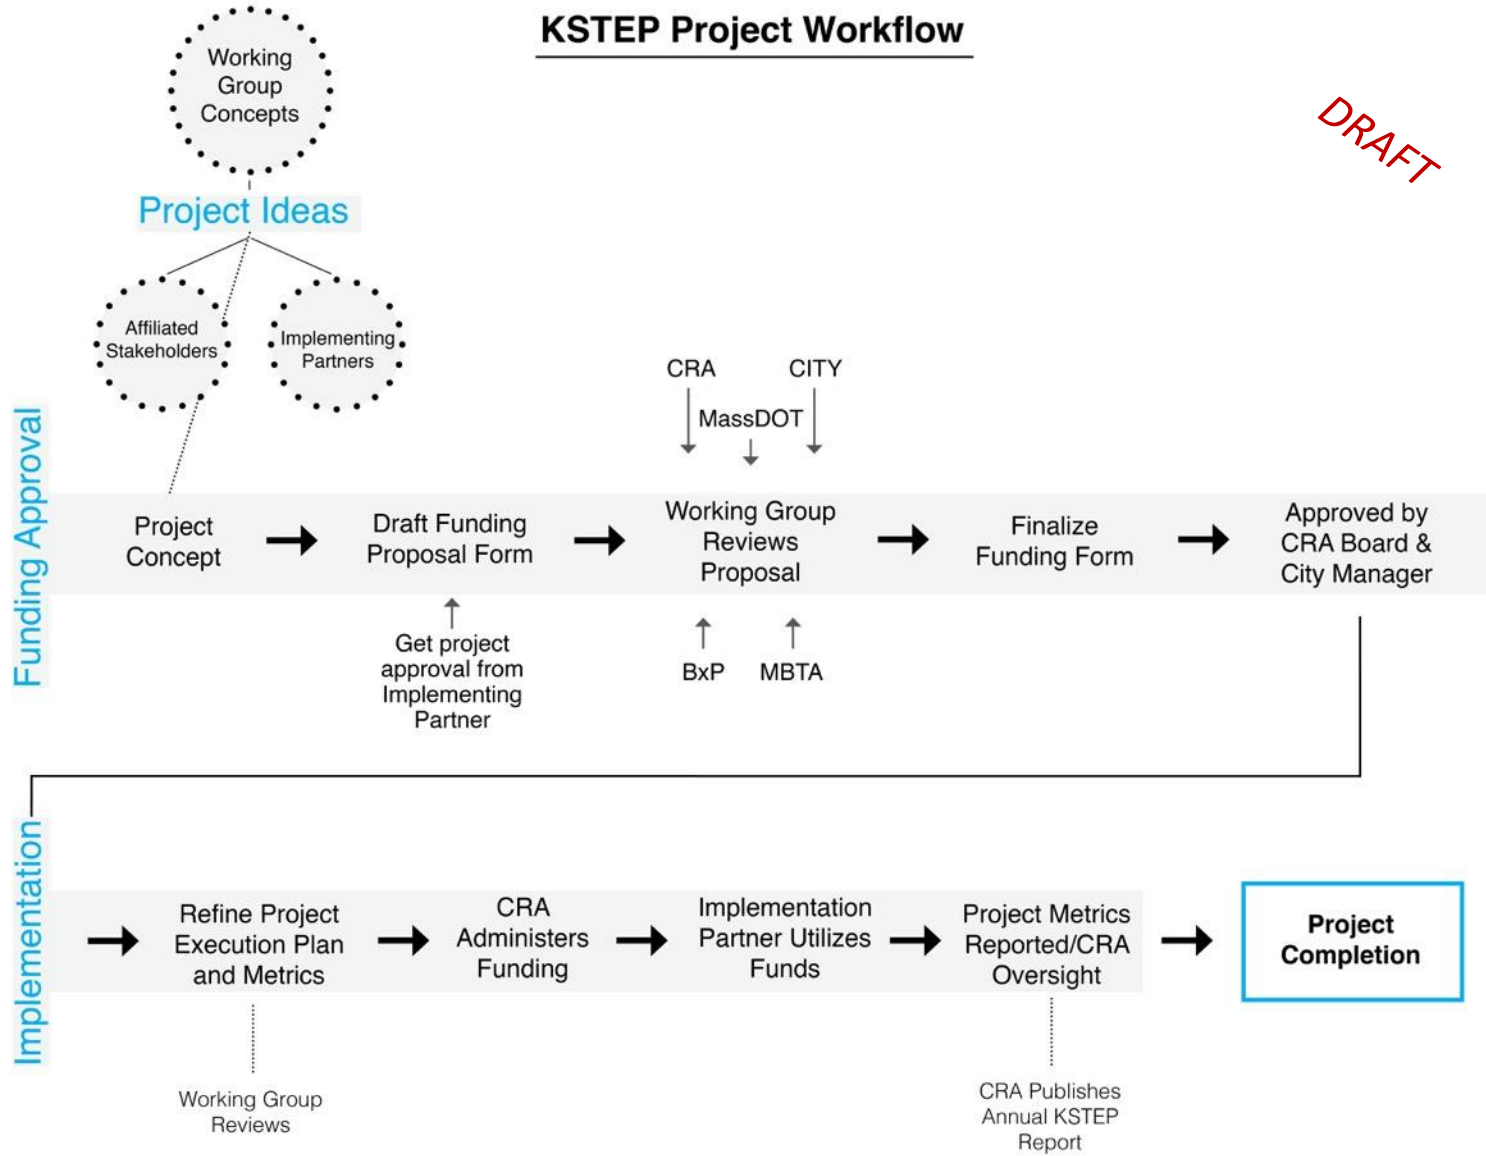 KSTEP Project Workflow
DRAFT
Working
Group
Concepts
Project Ideas
Affiliated
Stakeholders
Implementing
Partners
Funding Approval
CRA
CITY
MassDOT
Project
Concept
Draft Funding
Proposal Form
Working Group
Reviews
Proposal
Finalize
Funding Form
Approved by
CRA Board &
City Manager
Get project
approval from
Implementing
Partner
BxP
MBTA
Implementation
Refine Project
Execution Plan
and Metrics
CRA
Administers
Funding
Implementation
Partner Utilizes
Funds
Project Metrics
Reported/CRA
Oversight
Project
Completion
Working Group
Reviews
CRA Publishes
Annual KSTEP
Report